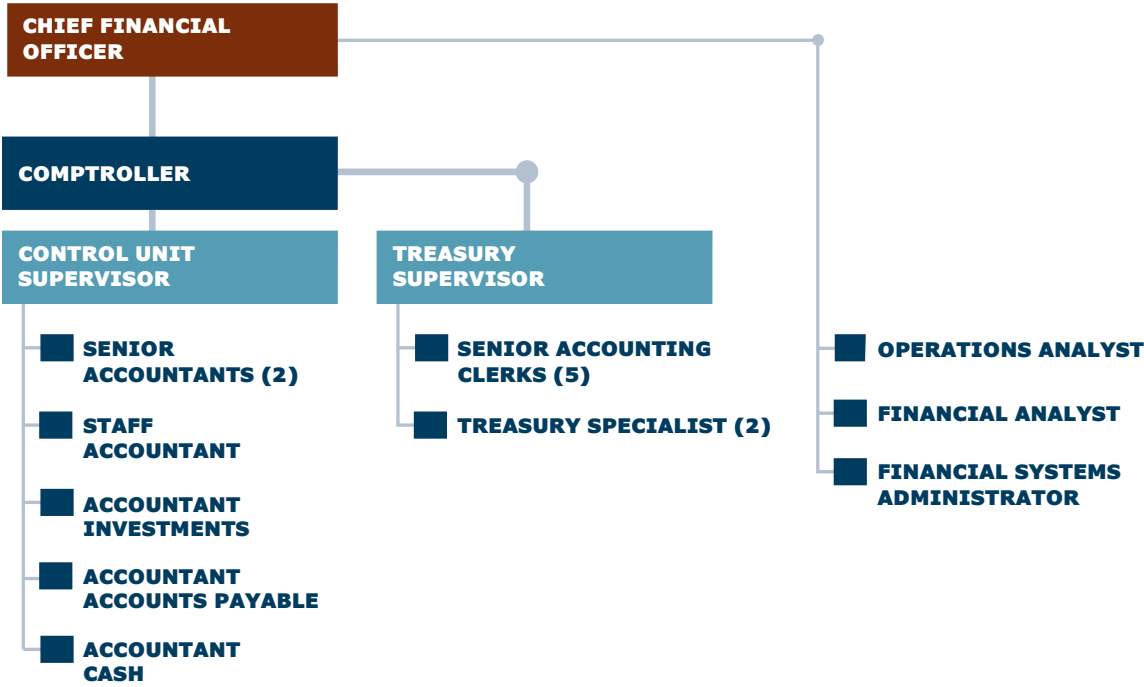 CHIEF FINANCIAL
OFFICER
COMPTROLLER
CONTROL UNIT
SUPERVISOR
SENIOR
ACCOUNTANTS (2)
STAFF
ACCOUNTANT
ACCOUNTANT
INVESTMENTS
ACCOUNTANT
ACCOUNTS PAYABLE
ACCOUNTANT
CASH
TREASURY
SUPERVISOR
SENIOR ACCOUNTING
CLERKS (5)
TREASURY SPECIALIST (2)
OPERATIONS ANALYST
FINANCIAL ANALYST
FINANCIAL SYSTEMS
ADMINISTRATOR